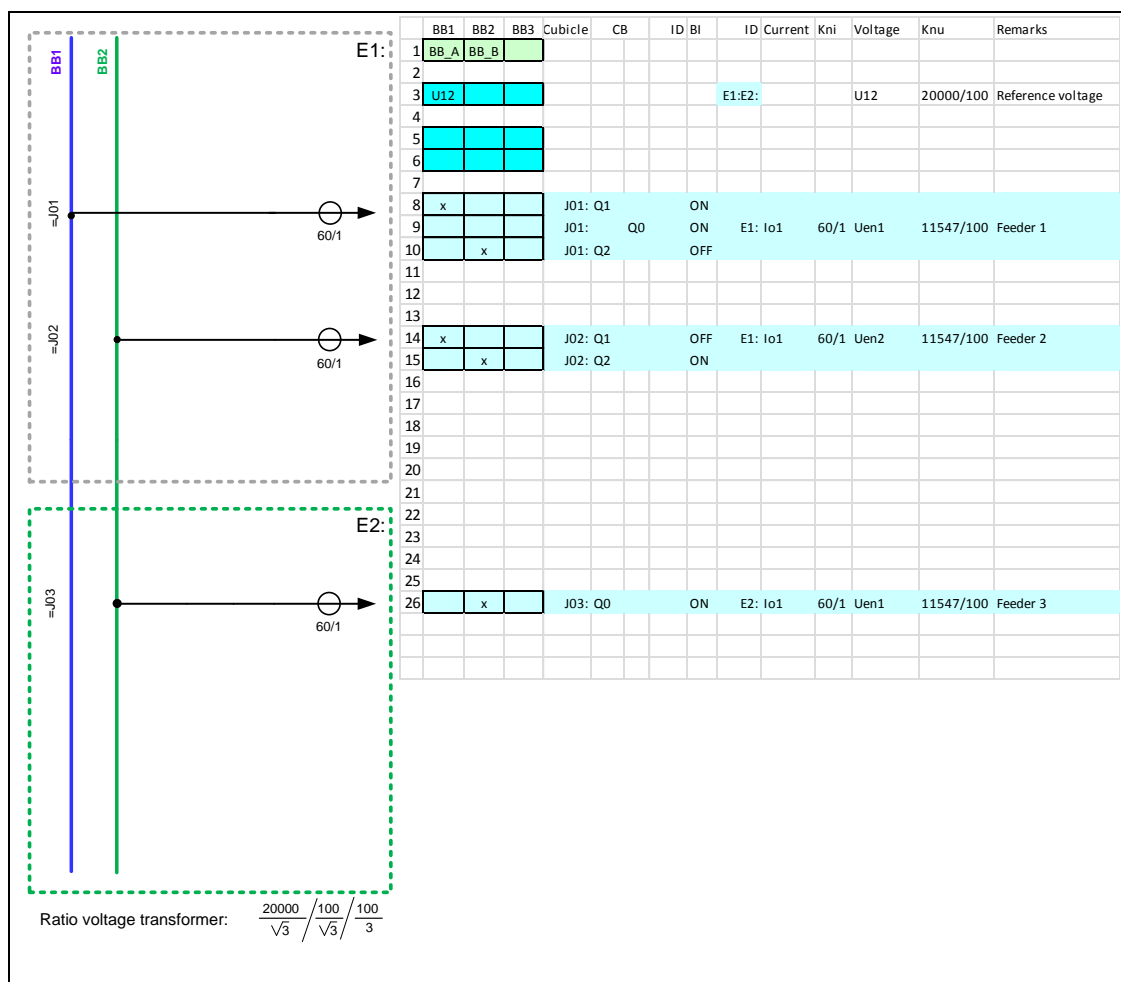 BB1 BB2 BB3 Cubicle CB ID BI ID Current Kni Voltage Knu Remarks
BB1
BB2
E1:
1 BB_A BB_B
2
3 U12 E1:E2: U12 20000/100 Reference voltage
4
5
6
7
=J01
60/1
8 x J01: Q1 ON
9 J01: Q0 ON E1: Io1 60/1 Uen1 11547/100 Feeder 1
10 x J01: Q2 OFF
11
12
13
=J02
60/1
14 x J02: Q1 OFF E1: Io1 60/1 Uen2 11547/100 Feeder 2
15 x J02: Q2 ON
16
17
18
19
20
21
22
E2:
23
24
25
=J03
60/1
26 x J03: Q0 ON E2: Io1 60/1 Uen1 11547/100 Feeder 3
Ratio voltage transformer: 20000/√3 / 100/√3 / 100/3